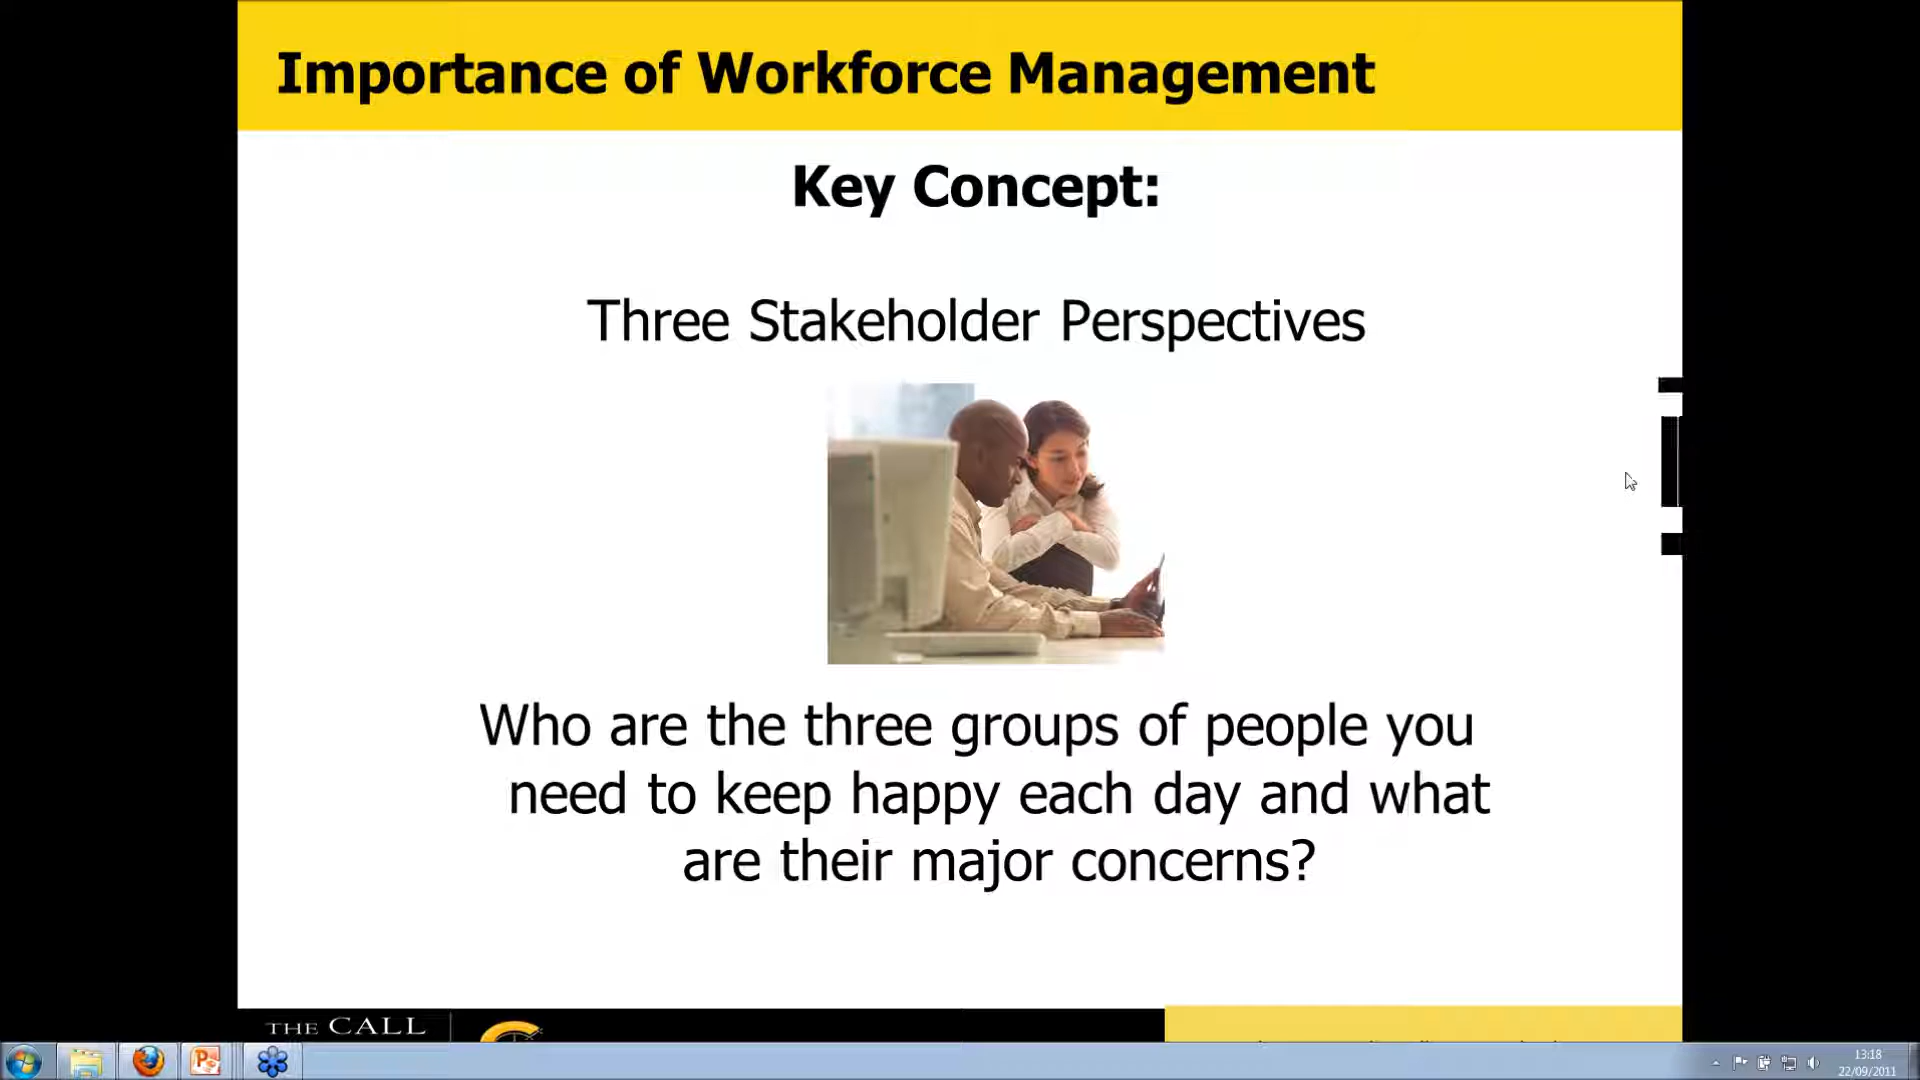 Importance of Workforce Management
Key Concept:
Three Stakeholder Perspectives
Who are the three groups of people you
need to keep happy each day and what
are their major concerns?
THE CALL
13:18
22/09/2011